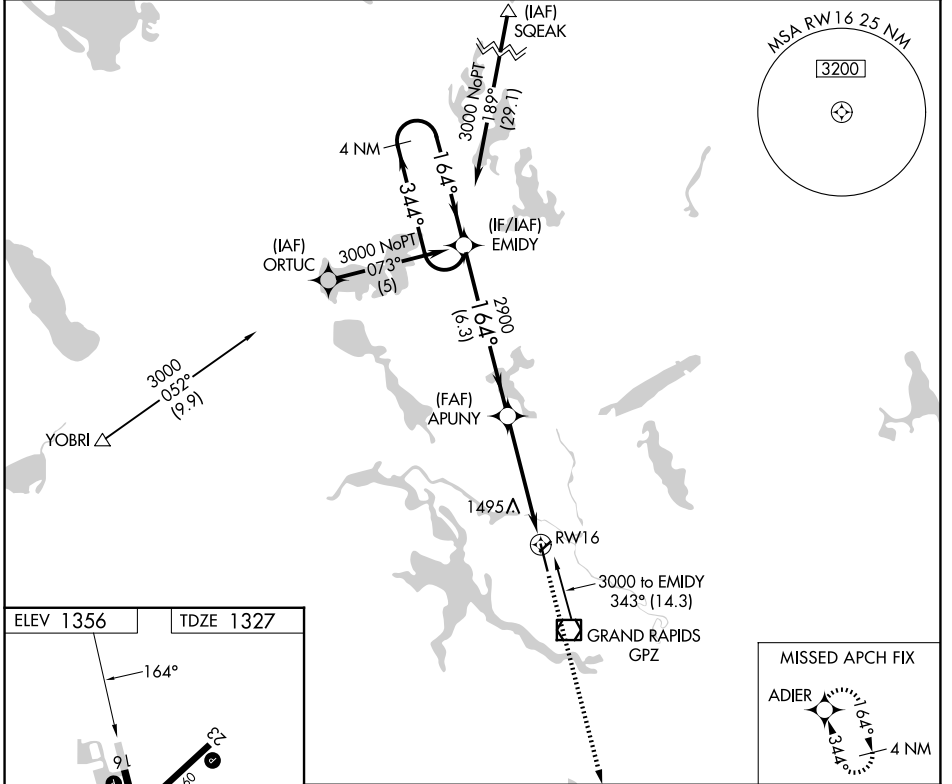 (IAF)
SQEAK
MSA RW16 25 NM
3200
3000 NoPT
189°
(29.1)
4 NM
164°
344°
(IF/IAF)
EMIDY
(IAF)
ORTUC
3000 NoPT
073°
(5)
2900
164°
(6.3)
3000
052°
(9.9)
YOBRI
(FAF)
APUNY
1495
RW16
3000 to EMIDY
343° (14.3)
GRAND RAPIDS
GPZ
ELEV 1356
TDZE 1327
164°
16
23
P
MISSED APCH FIX
ADIER
164°
344°
4 NM